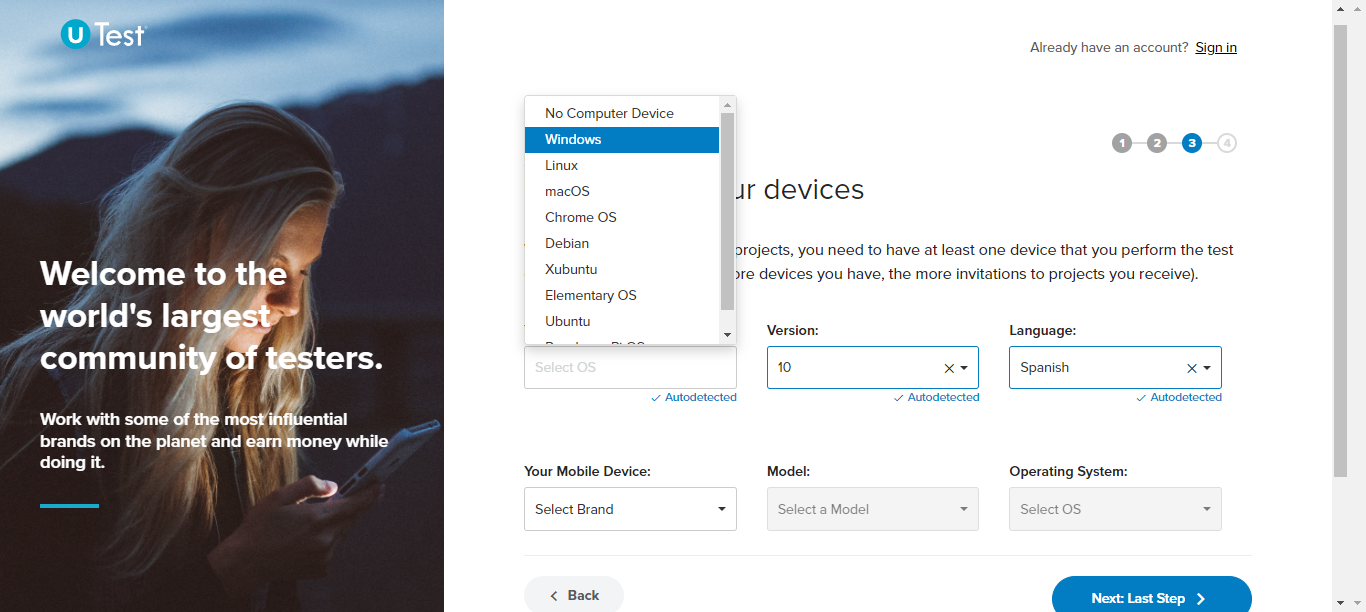 U Test
Already have an account? Sign in
No Computer Device
Windows
Linux
macOS
Chrome OS
Debian
Xubuntu
Elementary OS
Ubuntu
1 2 3 4
ur devices
projects, you need to have at least one device that you perform the test
ore devices you have, the more invitations to projects you receive).
Welcome to the
world's largest
community of testers.
Work with some of the most influential
brands on the planet and earn money while
doing it.
Version:
Language:
Select OS
10
Spanish
Autodetected
Autodetected
Autodetected
Your Mobile Device:
Model:
Operating System:
Select Brand
Select a Model
Select OS
Back
Next: Last Step